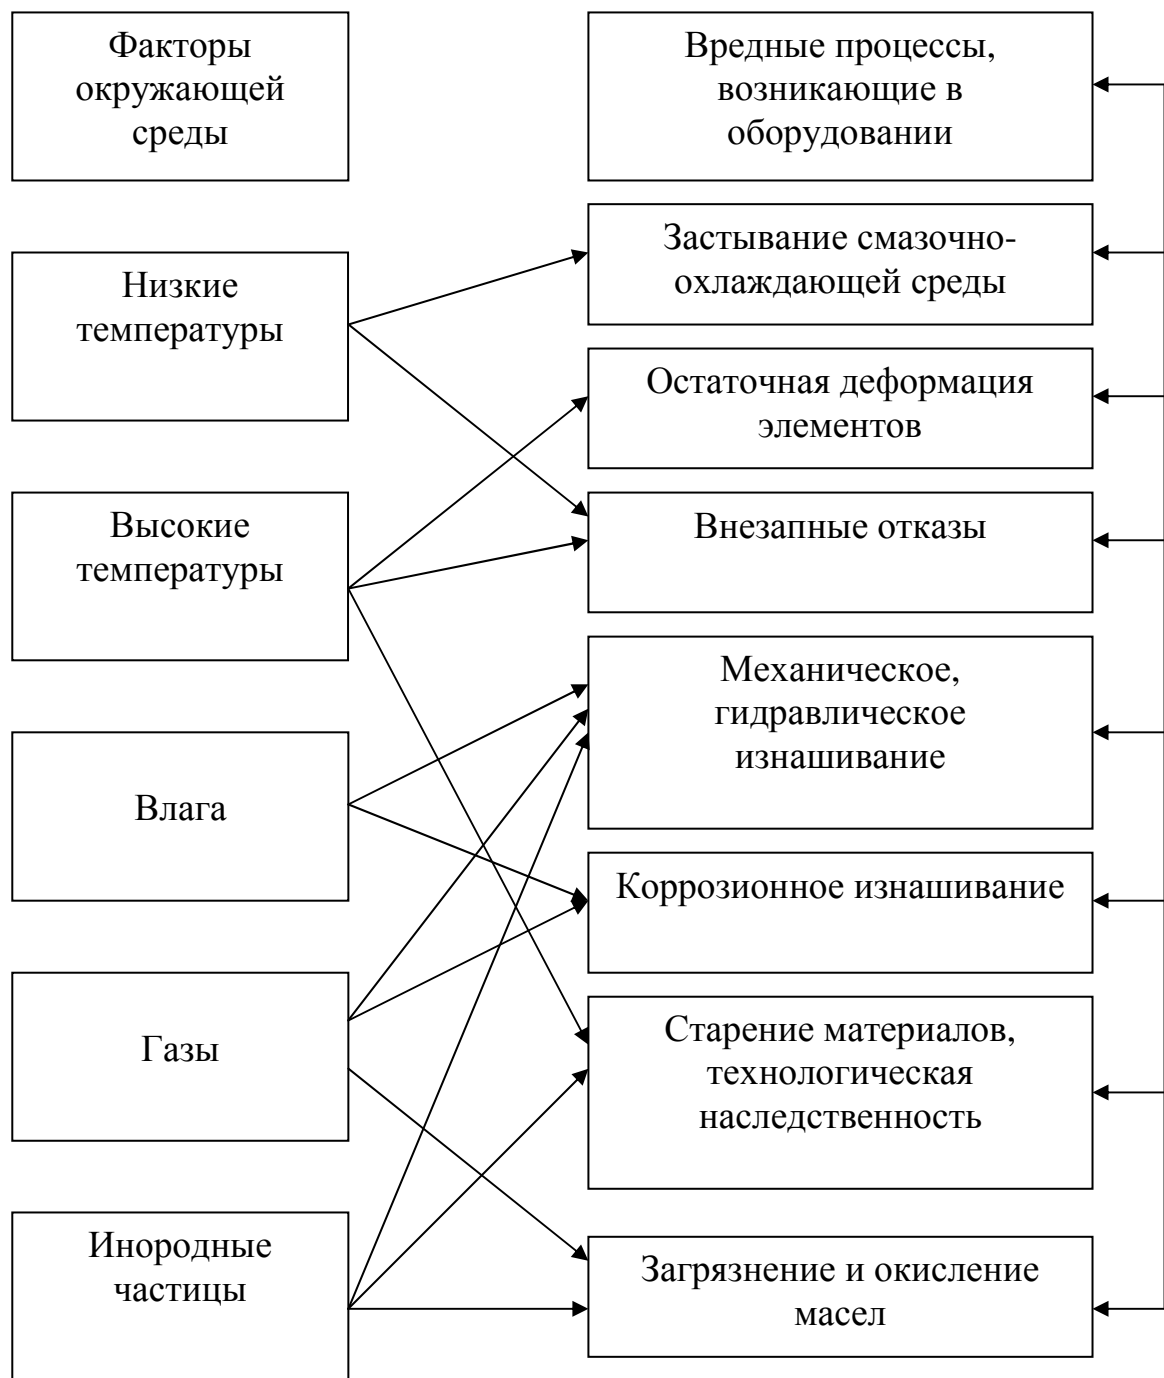 Факторы
окружающей
среды
Вредные процессы,
возникающие в
оборудовании
Низкие
температуры
Застывание смазочно-
охлаждающей среды
Остаточная деформация
элементов
Высокие
температуры
Внезапные отказы
Механическое,
гидравлическое
изнашивание
Влага
Коррозионное изнашивание
Газы
Старение материалов,
технологическая
наследственность
Инородные
частицы
Загрязнение и окисление
масел